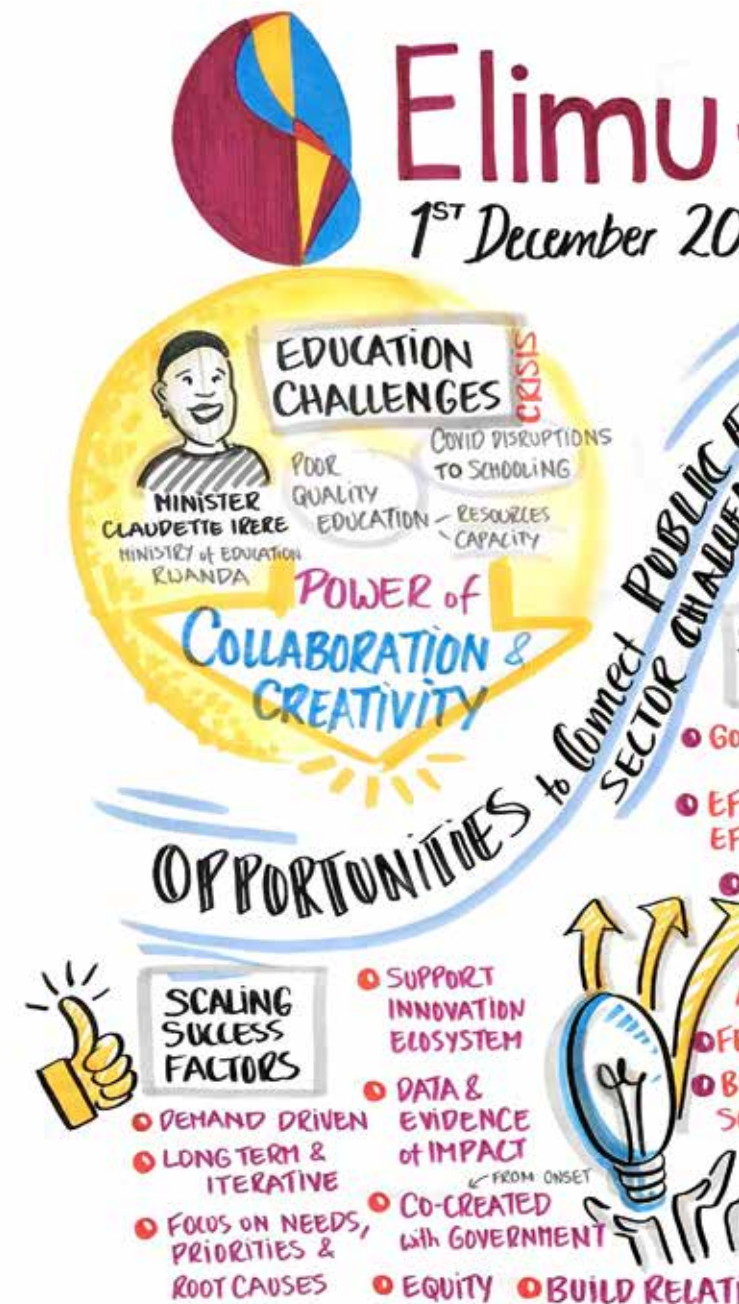 Elimu
1ST December 20
EDUCATION
CHALLENGES
CRISIS
COVID DISRUPTIONS
TO SCHOOLING
POOR
QUALITY
EDUCATION - RESOURCES
- CAPACITY
MINISTER
CLAUDETTE IRERE
MINISTRY of EDUCATION
RWANDA
POWER of
COLLABORATION &
CREATIVITY
OPPORTUNITIES to Connect PUBLIC
SECTOR
GO
EF
EF
SCALING
SUCCESS
FACTORS
DEMAND DRIVEN
LONG TERM &
ITERATIVE
FOCUS ON NEEDS,
PRIORITIES &
ROOT CAUSES
SUPPORT
INNOVATION
ECOSYSTEM
DATA &
EVIDENCE
of IMPACT
FROM ONSET
CO-CREATED
with GOVERNMENT
EQUITY
BUILD